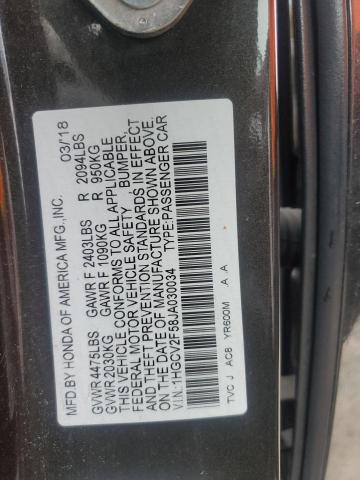 MFD.BY HONDA OF AMERICA MFG.,INC. 03/18
GVWR 4475LBS GAWR F 2403LBS R 2094LBS
GVWR 2030KG GAWR F 1090KG R 950KG
THIS VEHICLE CONFORMS TO ALL APPLICABLE
FEDERAL MOTOR VEHICLE SAFETY BUMPER,
AND THEFT PREVENTION STANDARDS IN EFFECT
ON THE DATE OF MANUFACTURE SHOWN ABOVE.
V.I.N.:1HGCV2F58JA030034 TYPE:PASSENGER CAR
TVC J AC8 YR600M .A .A